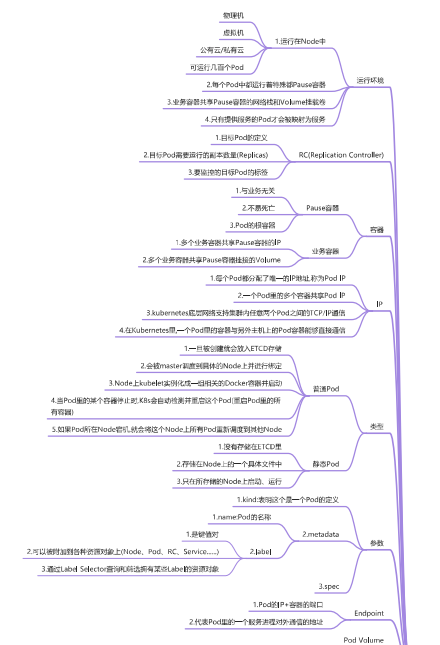 物理机
虚拟机
公有云/私有云
可运行几百个Pod
1.运行在Node中
2.每个Pod中都运行着特殊都Pause容器
3.业务容器共享Pause容器的网络栈和Volume挂载卷
4.只有提供服务的Pod才会被映射为服务
运行环境
1.目标Pod的定义
2.目标Pod需要运行的副本数量(Replicas)
3.要监控的目标Pod的标签
RC(Replication Controller)
1.与业务无关
2.不易死亡
3.Pod的根容器
Pause容器
1.多个业务容器共享Pause容器的IP
2.多个业务容器共享Pause容器挂接的Volume
业务容器
容器
1.每个Pod都分配了唯一的IP地址,称为Pod IP
2.一个Pod里的多个容器共享Pod IP
3.kubernetes底层网络支持集群内任意两个Pod之间的TCP/IP通信
4.在Kubernetes里,一个Pod里的容器与另外主机上的Pod容器能够直接通信
IP
1.一旦被创建就会放入ETCD存储
2.会被master调度到具体的Node上并进行绑定
3.Node上kubelet实例化成一组相关的Docker容器并启动
4.当Pod里的某个容器停止时,K8s会自动检测并重启这个Pod(重启Pod里的所
有容器)
5.如果Pod所在Node宕机,就会将这个Node上所有Pod重新调度到其他Node
普通Pod
1.没有存储在ETCD里
2.存储在Node上的一个具体文件中
3.只在所存储的Node上启动、运行
静态Pod
类型
1.kind:表明这个是一个Pod的定义
1.name:Pod的名称
1.是键值对
2.可以被附加到各种资源对象上(Node、Pod、RC、Service......)
3.通过Label Selector查询和筛选拥有某些Label的资源对象
2.label
2.metadata
3.spec
参数
1.Pod的IP+容器的端口
2.代表Pod里的一个服务进程对外通信的地址
Endpoint
Pod Volume